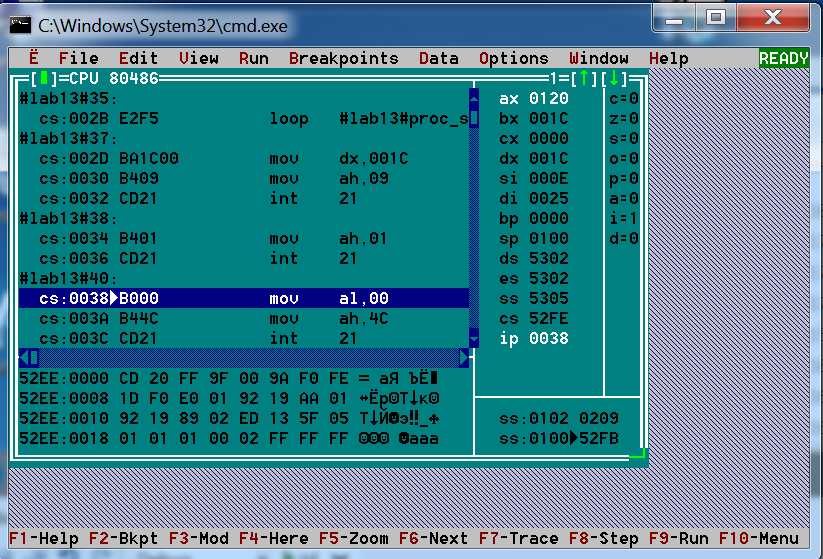 C:\Windows\System32\cmd.exe
Ë File Edit View Run Breakpoints Data Options Window Help READY
[▮]=CPU 80486 1=[↑][↓]
#lab13#35: ax 0120 c=0
cs:002B E2F5 loop #lab13#proc_s bx 001C z=0
#lab13#37: cx 0000 s=0
cs:002D BA1C00 mov dx,001C dx 001C o=0
cs:0030 B409 mov ah,09 si 000E p=0
cs:0032 CD21 int 21 di 0025 a=0
#lab13#38: bp 0000 i=1
cs:0034 B401 mov ah,01 sp 0100 d=0
cs:0036 CD21 int 21 ds 5302
#lab13#40: es 5302
cs:0038▶B000 mov al,00 ss 5305
cs:003A B44C mov ah,4C cs 52FE
cs:003C CD21 int 21 ip 0038
52EE:0000 CD 20 FF 9F 00 9A F0 FE = aЯ ЪЁ▮
52EE:0008 1D F0 E0 01 92 19 AA 01 ↔Ёр☺Т↓к☺
52EE:0010 92 19 89 02 ED 13 5F 05 Т↓Й☻э‼_♣ ss:0102 0209
52EE:0018 01 01 01 00 02 FF FF FF ☺☺☺ ☻aaa ss:0100▶52FB
F1-Help F2-Bkpt F3-Mod F4-Here F5-Zoom F6-Next F7-Trace F8-Step F9-Run F10-Menu